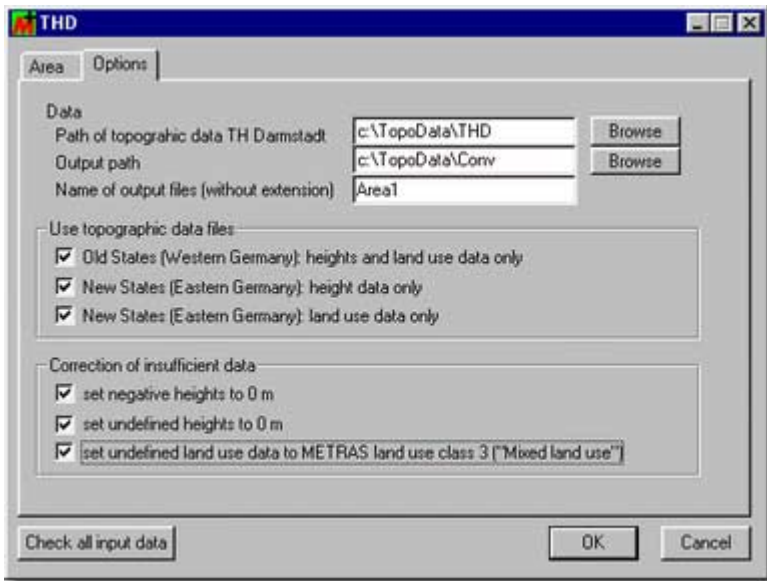 THD
Area Options
Data
Path of topograhic data TH Darmstadt c:\TopoData\THD Browse
Output path c:\TopoData\Conv Browse
Name of output files (without extension) Area1
Use topographic data files
Old States (Western Germany): heights and land use data only
New States (Eastern Germany): height data only
New States (Eastern Germany): land use data only
Correction of insufficient data
set negative heights to 0 m
set undefined heights to 0 m
set undefined land use data to METRAS land use class 3 ("Mixed land use")
Check all input data OK Cancel